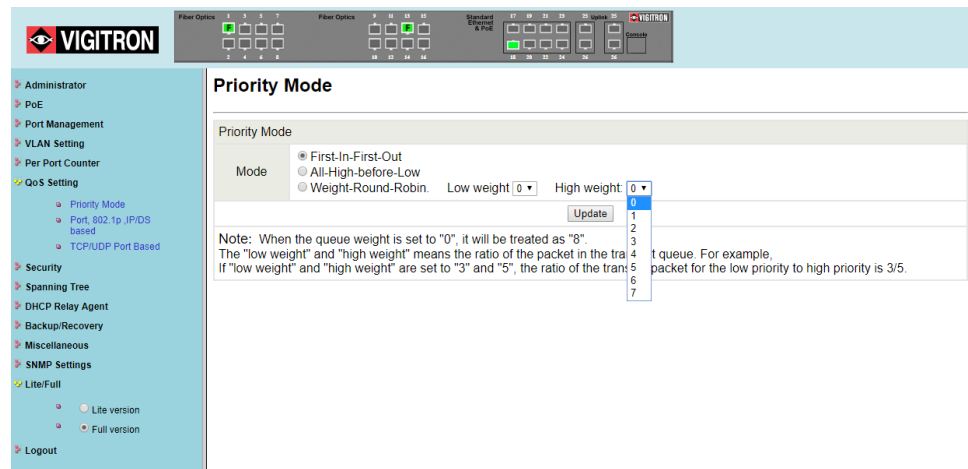 VIGITRON
Fiber Optics 1 3 5 7
F
2 4 6 8
Fiber Optics 9 11 13 15
F
10 12 14 16
Standard Ethernet & PoE
17 19 21 23
18 20 22 24
25 Uplink 25
26 26
VIGITRON
Console
Administrator
PoE
Port Management
VLAN Setting
Per Port Counter
QoS Setting
Priority Mode
Port, 802.1p ,IP/DS
based
TCP/UDP Port Based
Security
Spanning Tree
DHCP Relay Agent
Backup/Recovery
Miscellaneous
SNMP Settings
Lite/Full
Lite version
Full version
Logout
Priority Mode
Priority Mode
Mode
First-In-First-Out
All-High-before-Low
Weight-Round-Robin. Low weight 0 High weight: 0
0
1
2
3
4
5
6
7
Update
Note: When the queue weight is set to "0", it will be treated as "8".
The "low weight" and "high weight" means the ratio of the packet in the tra t queue. For example,
If "low weight" and "high weight" are set to "3" and "5", the ratio of the trans packet for the low priority to high priority is 3/5.